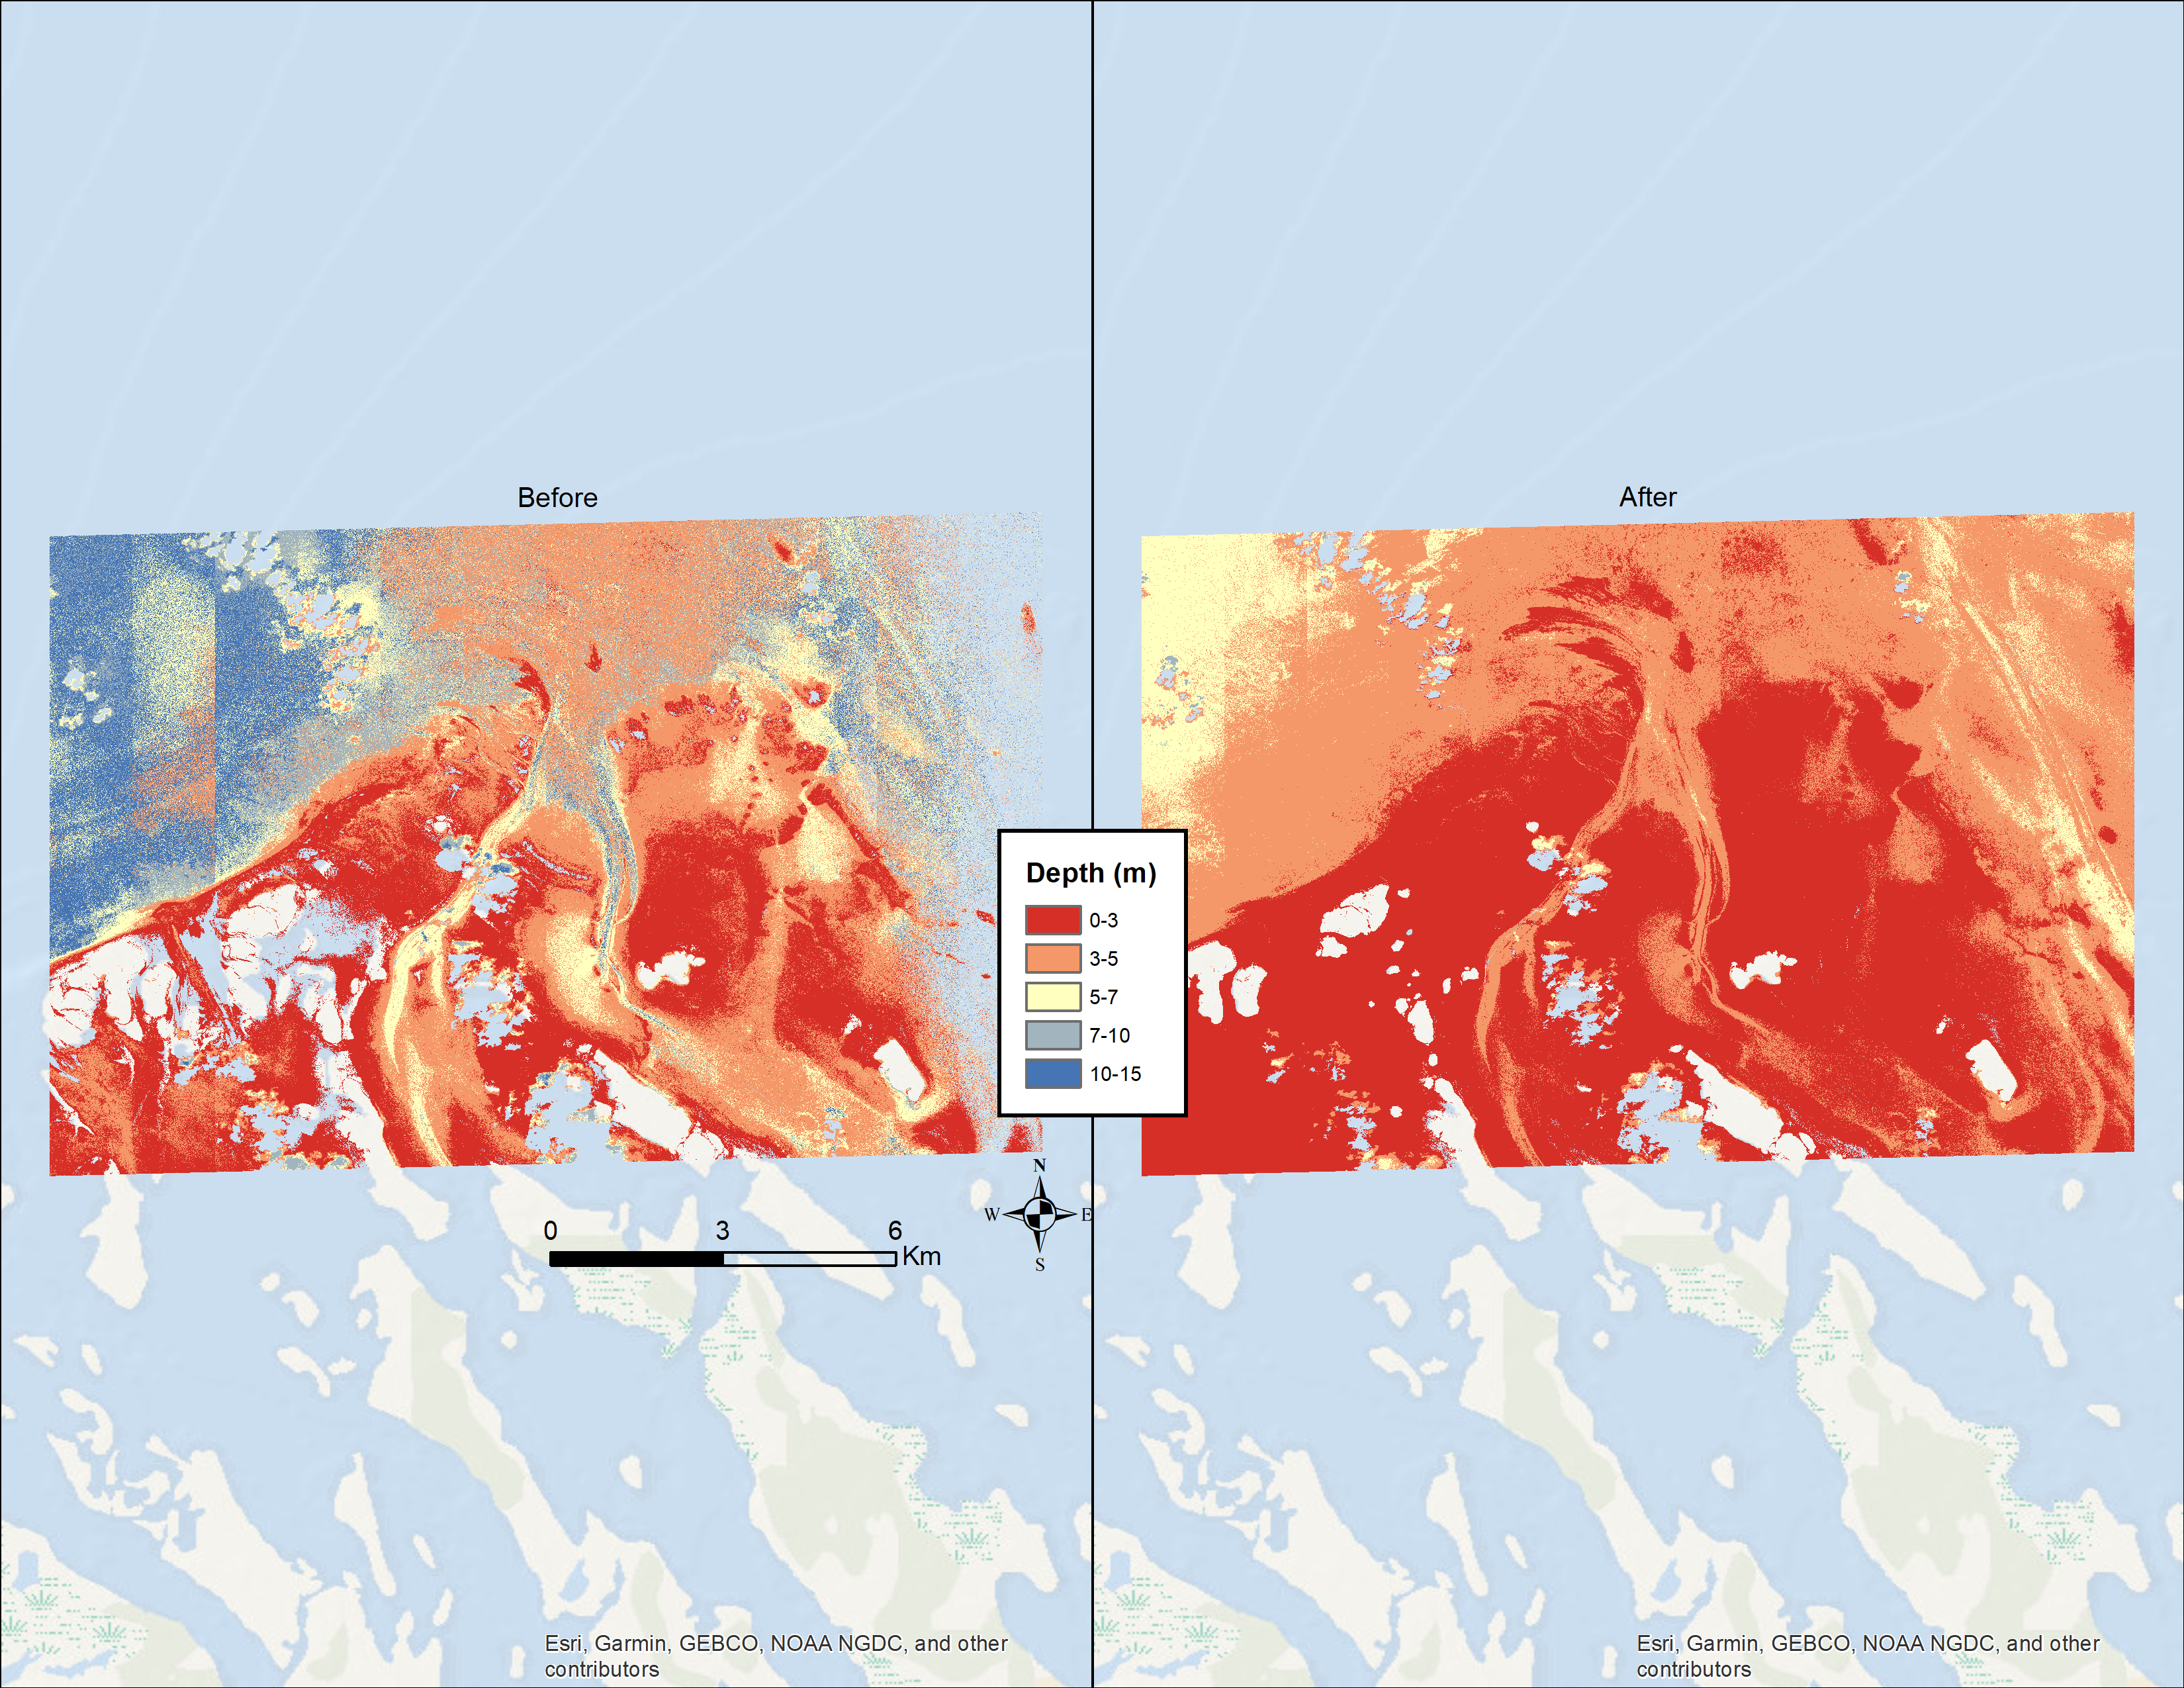 Before
After
Depth (m)
0-3
3-5
5-7
7-10
10-15
N
W
E
S
0
3
6
Km
Esri, Garmin, GEBCO, NOAA NGDC, and other
contributors
Esri, Garmin, GEBCO, NOAA NGDC, and other
contributors